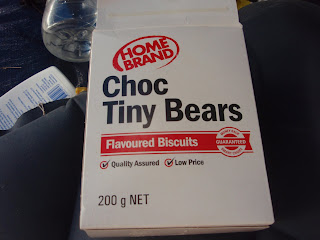 HOME
BRAND
Choc
Tiny Bears
Flavoured Biscuits
GUARANTEED
Quality Assured Low Price
200 g NET